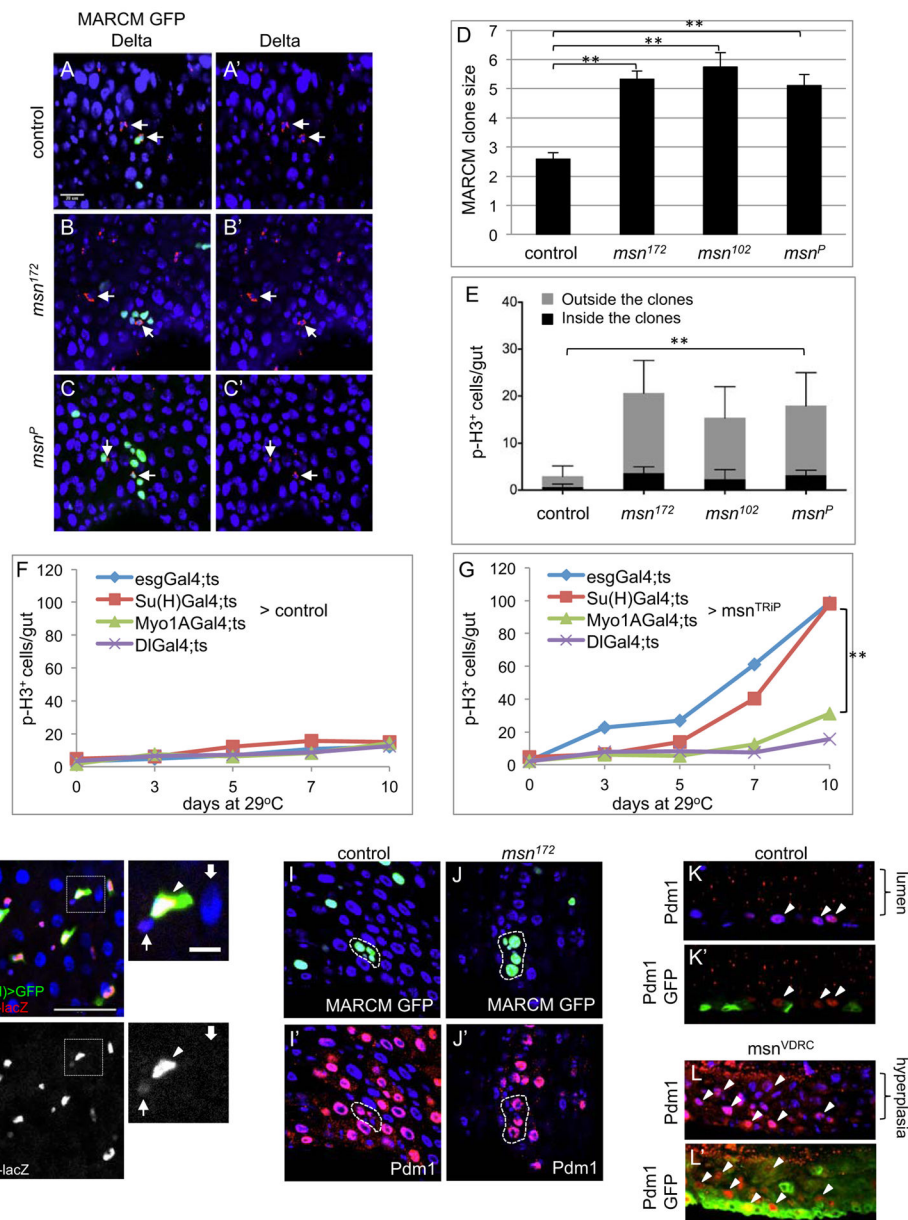 MARCM GFP
Delta
Delta
control
A
A'
20 um
msn172
B
B'
msnP
C
C'
D
MARCM clone size
7
6
5
4
3
2
1
0
**
**
**
control
msn172
msn102
msnP
E
p-H3+ cells/gut
40
30
20
10
0
Outside the clones
Inside the clones
**
control
msn172
msn102
msnP
F
p-H3+ cells/gut
120
100
80
60
40
20
0
esgGal4;ts
Su(H)Gal4;ts
Myo1AGal4;ts
DlGal4;ts
> control
0
3
5
7
10
days at 29oC
G
p-H3+ cells/gut
120
100
80
60
40
20
0
esgGal4;ts
Su(H)Gal4;ts
Myo1AGal4;ts
DlGal4;ts
> msnTRiP
**
0
3
5
7
10
days at 29oC
)>GFP
-lacZ
-lacZ
control
msn172
I
J
MARCM GFP
MARCM GFP
I'
J'
Pdm1
Pdm1
control
K
Pdm1
lumen
K'
Pdm1
GFP
msnVDRC
L
Pdm1
hyperplasia
L'
Pdm1
GFP